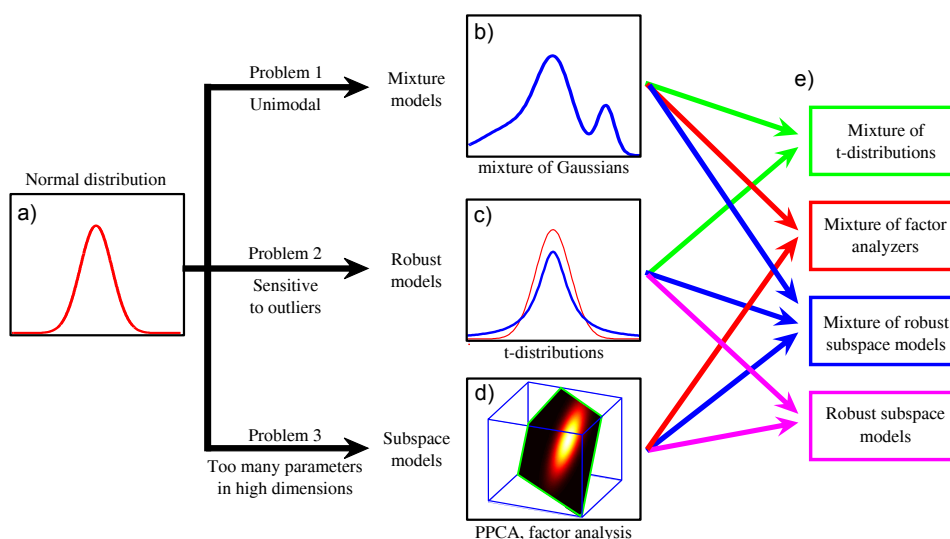 Normal distribution
a)
Problem 1
Unimodal
Mixture
models
b)
mixture of Gaussians
Problem 2
Sensitive
to outliers
Robust
models
c)
t-distributions
Problem 3
Too many parameters
in high dimensions
Subspace
models
d)
PPCA, factor analysis
e)
Mixture of
t-distributions
Mixture of factor
analyzers
Mixture of robust
subspace models
Robust subspace
models